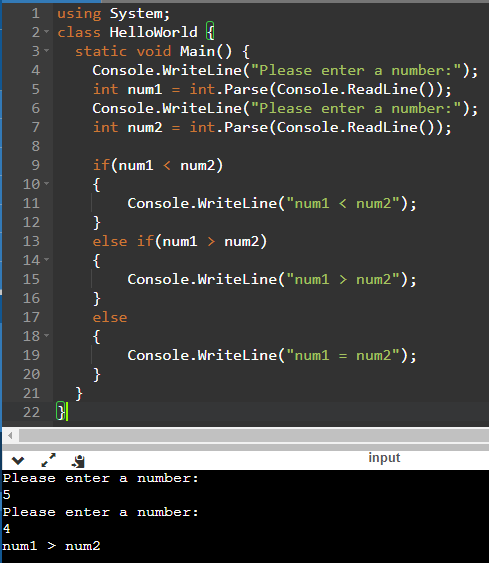 1 using System;
2 class HelloWorld {
3 static void Main() {
4 Console.WriteLine("Please enter a number:");
5 int num1 = int.Parse(Console.ReadLine());
6 Console.WriteLine("Please enter a number:");
7 int num2 = int.Parse(Console.ReadLine());
8
9 if(num1 < num2)
10 {
11 Console.WriteLine("num1 < num2");
12 }
13 else if(num1 > num2)
14 {
15 Console.WriteLine("num1 > num2");
16 }
17 else
18 {
19 Console.WriteLine("num1 = num2");
20 }
21 }
22 }
input
Please enter a number:
5
Please enter a number:
4
num1 > num2